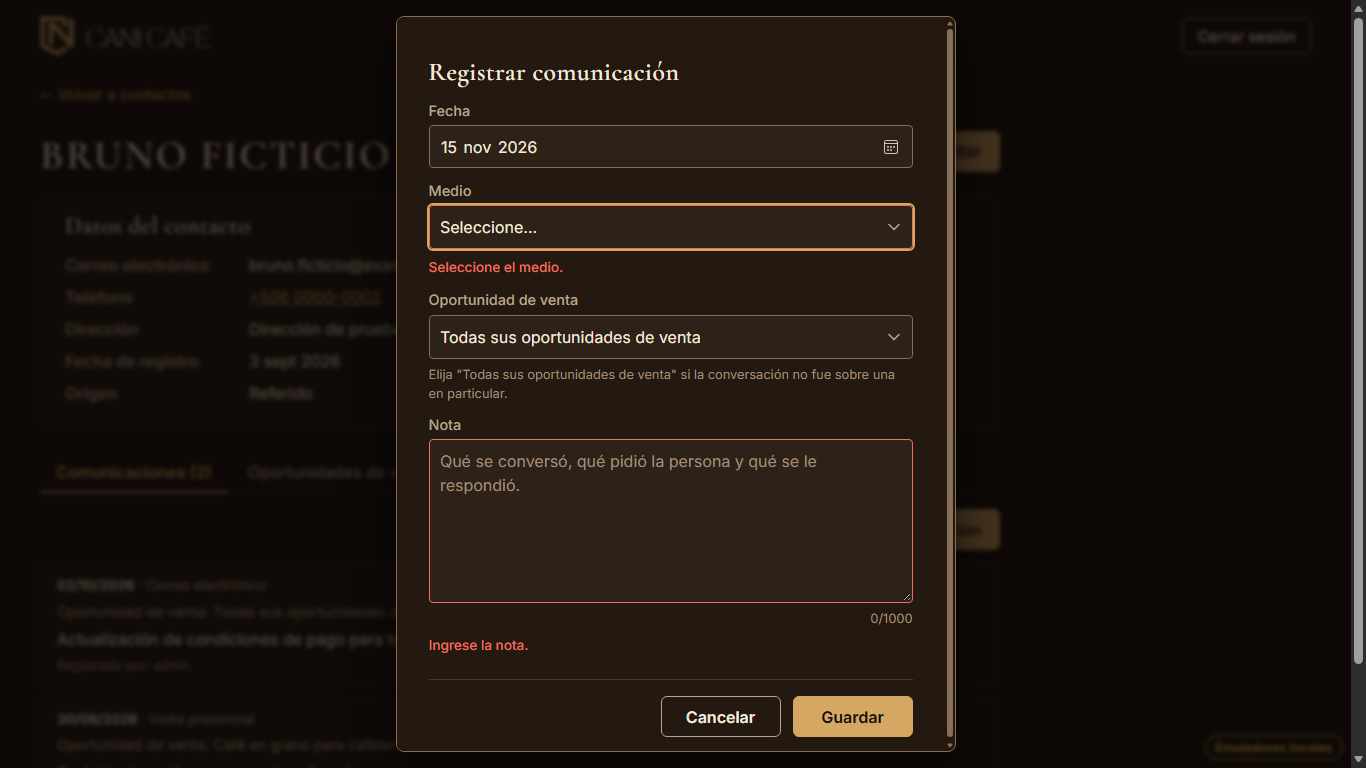 CANI CAFÉ
Cerrar sesión
← Volver a contactos
BRUNO FICTICIO
Datos del contacto
Correo electrónico
Teléfono
+506 0000-0002
Dirección
Dirección de prueba
Fecha de registro
3 sept 2026
Origen
Referido
Comunicaciones (2)
Oportunidades de
02/10/2026 · Correo electrónico
Oportunidad de venta: Todas sus oportunidades
Actualización de condiciones de pago para
Registrado por: admin
30/09/2026 · Visita presencial
Oportunidad de venta: Café en grano para
Emuladores locales
Registrar comunicación
Fecha
15 nov 2026
Medio
Seleccione...
Seleccione el medio.
Oportunidad de venta
Todas sus oportunidades de venta
Elija "Todas sus oportunidades de venta" si la conversación no fue sobre una
en particular.
Nota
Qué se conversó, qué pidió la persona y qué se le
respondió.
0/1000
Ingrese la nota.
Cancelar
Guardar